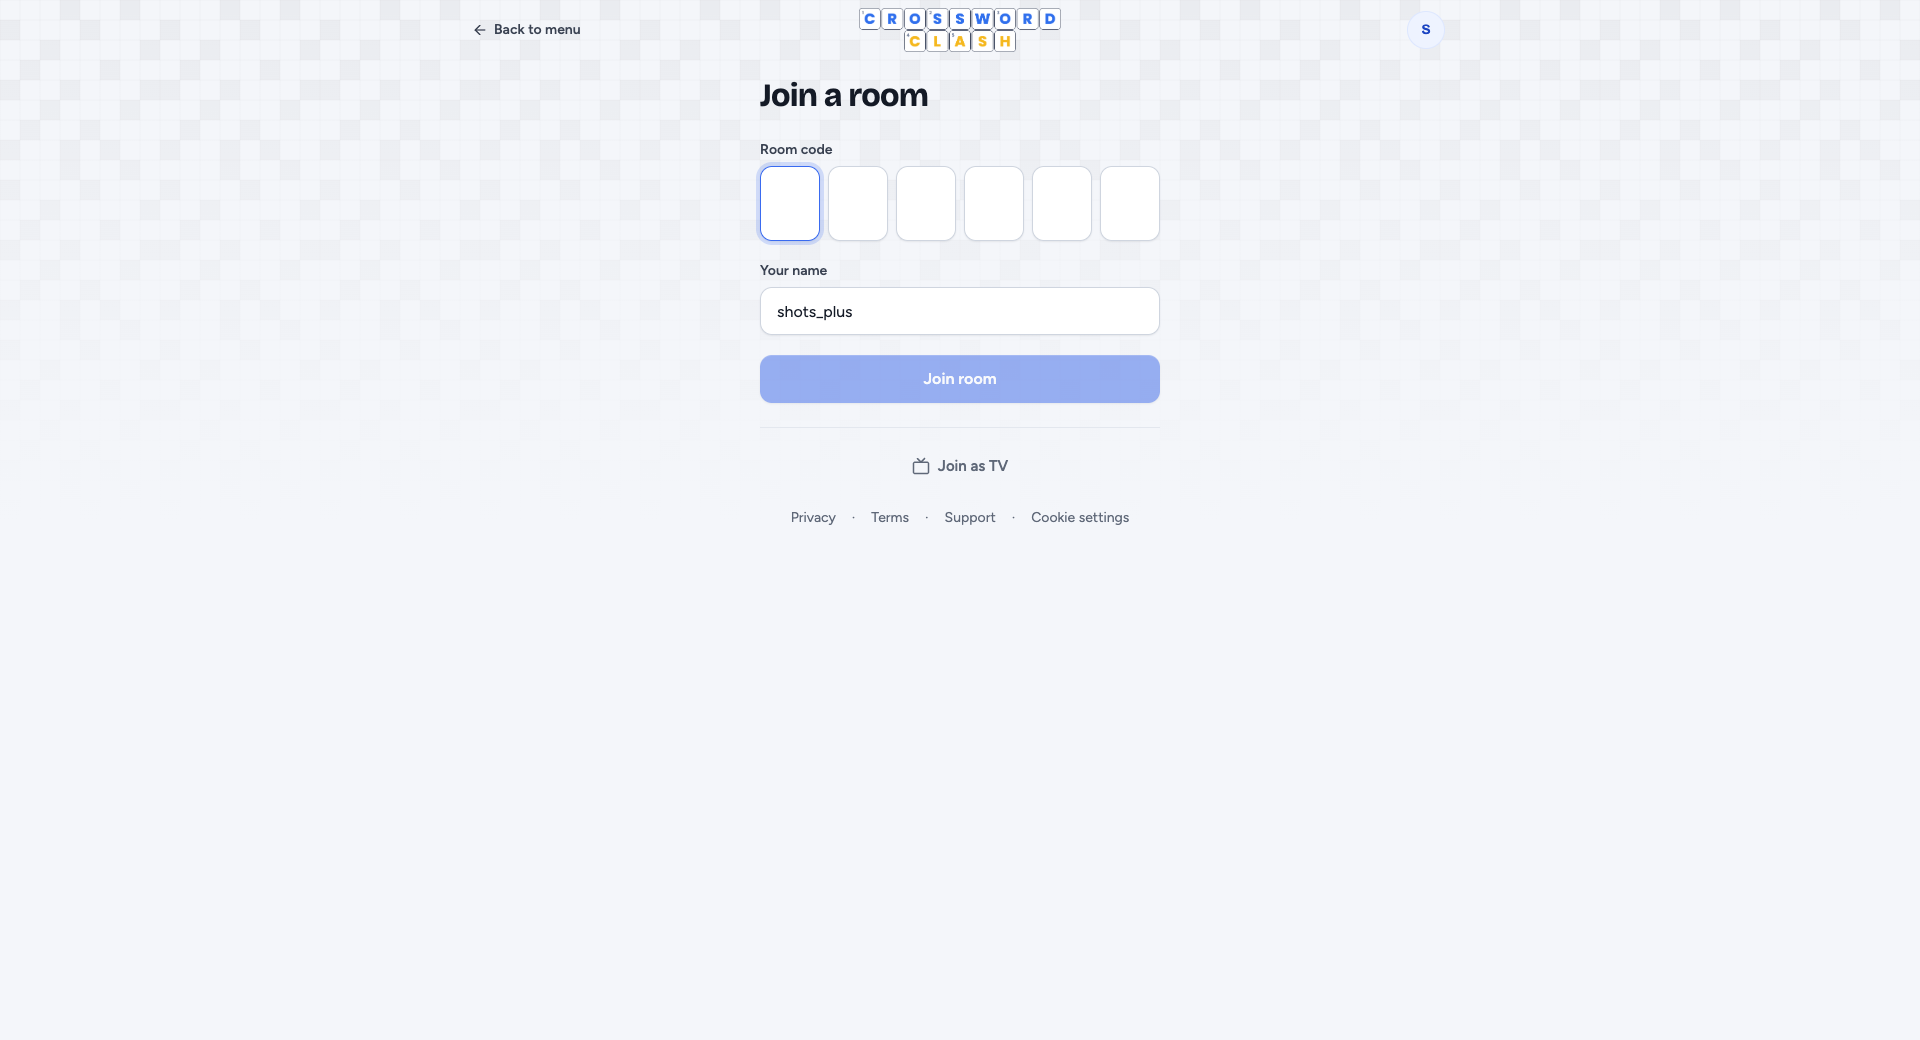 Back to menu
CROSSWORD
CLASH
S
Join a room
Room code
Your name
shots_plus
Join room
Join as TV
Privacy · Terms · Support · Cookie settings